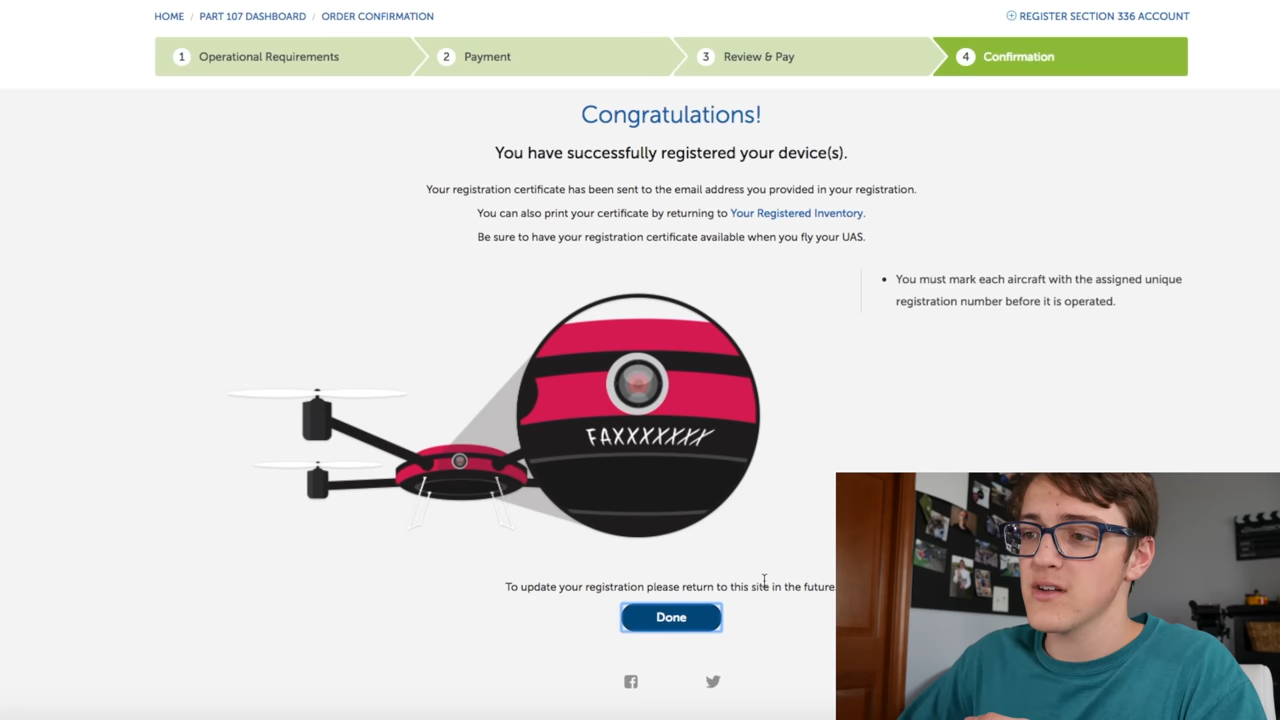 HOME / PART 107 DASHBOARD / ORDER CONFIRMATION
REGISTER SECTION 336 ACCOUNT
1 Operational Requirements
2 Payment
3 Review & Pay
4 Confirmation
Congratulations!
You have successfully registered your device(s).
Your registration certificate has been sent to the email address you provided in your registration.
You can also print your certificate by returning to Your Registered Inventory.
Be sure to have your registration certificate available when you fly your UAS.
• You must mark each aircraft with the assigned unique
registration number before it is operated.
FAXXXXXXX
To update your registration please return to this site in the future.
Done